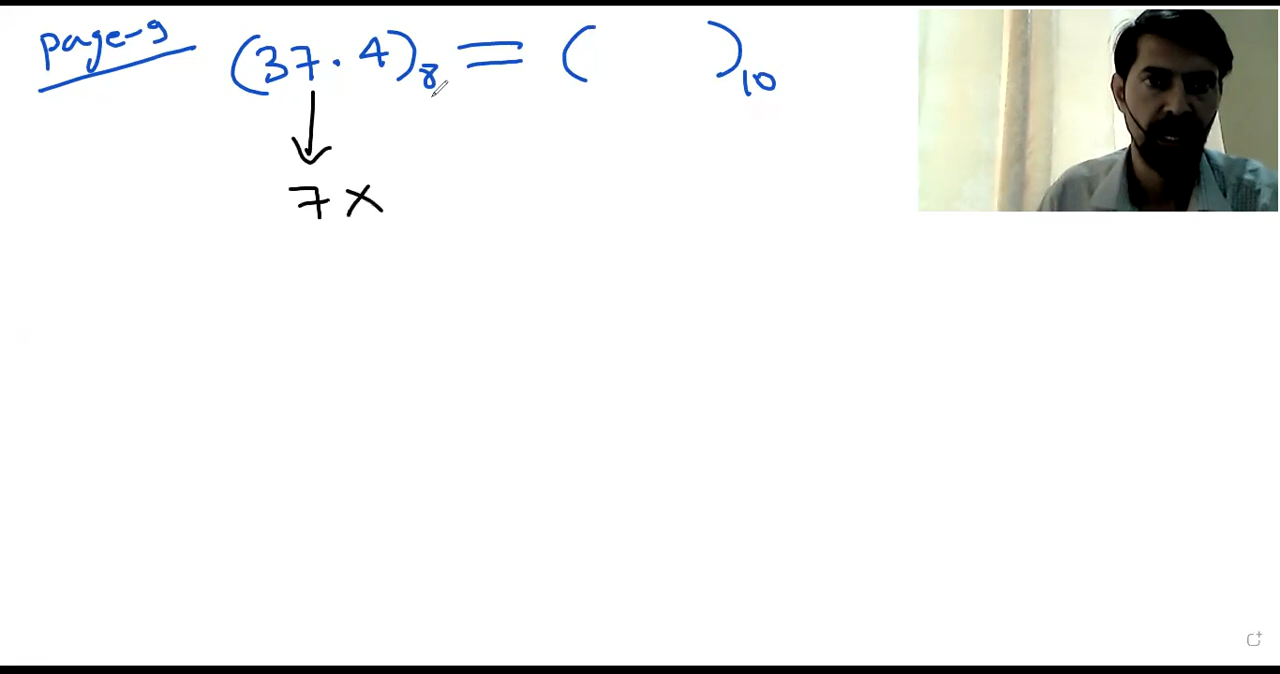 page-9 (37.4)₈ = (    )₁₀
↓
7 ×